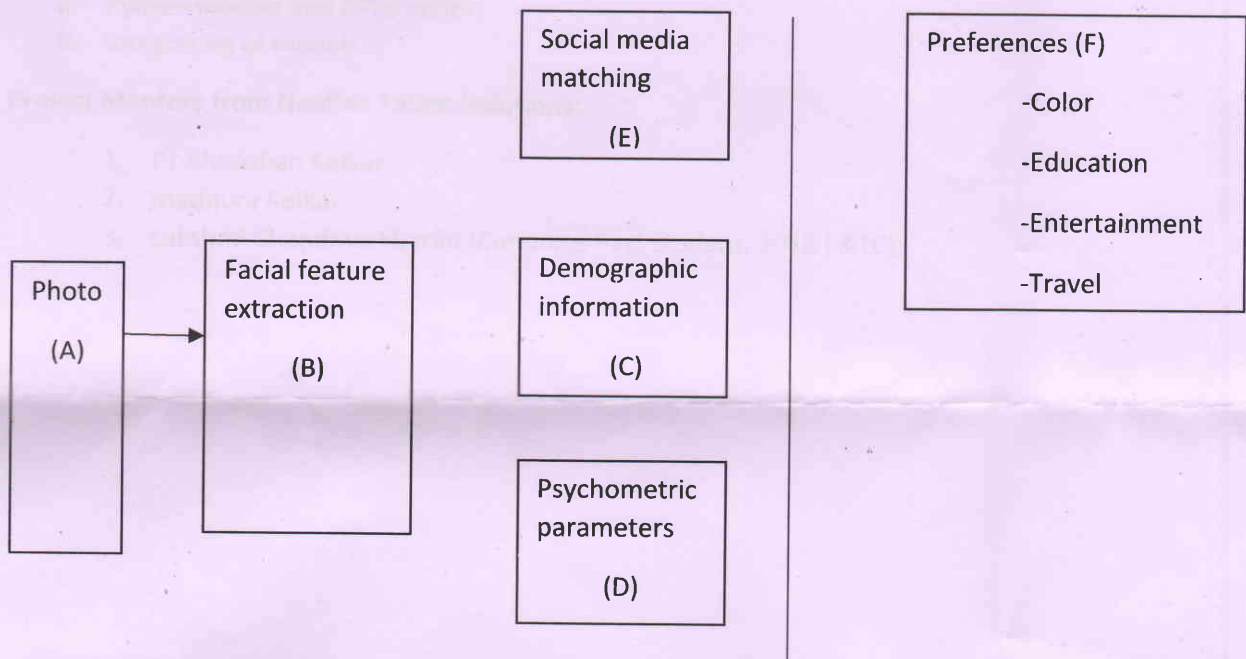 Social media
matching
(E)
Preferences (F)
-Color
-Education
-Entertainment
-Travel
Photo
(A)
Facial feature
extraction
(B)
Demographic
information
(C)
Psychometric
parameters
(D)